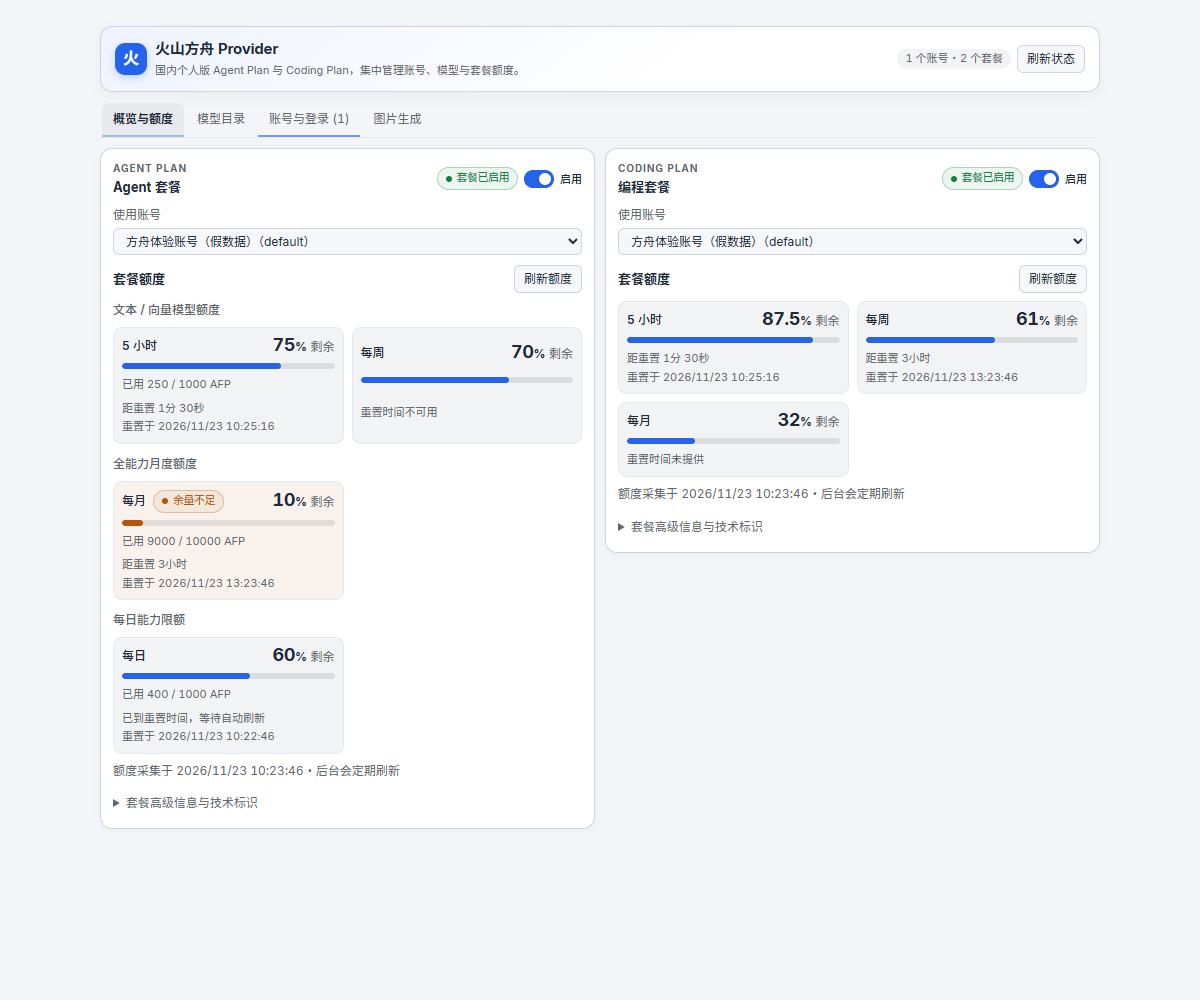 火
火山方舟 Provider
国内个人版 Agent Plan 与 Coding Plan，集中管理账号、模型与套餐额度。
1 个账号 · 2 个套餐
刷新状态
概览与额度
模型目录
账号与登录 (1)
图片生成
AGENT PLAN
Agent 套餐
套餐已启用
启用
使用账号
方舟体验账号（假数据）（default）
套餐额度
刷新额度
文本 / 向量模型额度
5 小时
75% 剩余
已用 250 / 1000 AFP
距重置 1分 30秒
重置于 2026/11/23 10:25:16
每周
70% 剩余
重置时间不可用
全能力月度额度
每月
余量不足
10% 剩余
已用 9000 / 10000 AFP
距重置 3小时
重置于 2026/11/23 13:23:46
每日能力限额
每日
60% 剩余
已用 400 / 1000 AFP
已到重置时间，等待自动刷新
重置于 2026/11/23 10:22:46
额度采集于 2026/11/23 10:23:46 · 后台会定期刷新
套餐高级信息与技术标识
CODING PLAN
编程套餐
套餐已启用
启用
使用账号
方舟体验账号（假数据）（default）
套餐额度
刷新额度
5 小时
87.5% 剩余
距重置 1分 30秒
重置于 2026/11/23 10:25:16
每周
61% 剩余
距重置 3小时
重置于 2026/11/23 13:23:46
每月
32% 剩余
重置时间未提供
额度采集于 2026/11/23 10:23:46 · 后台会定期刷新
套餐高级信息与技术标识